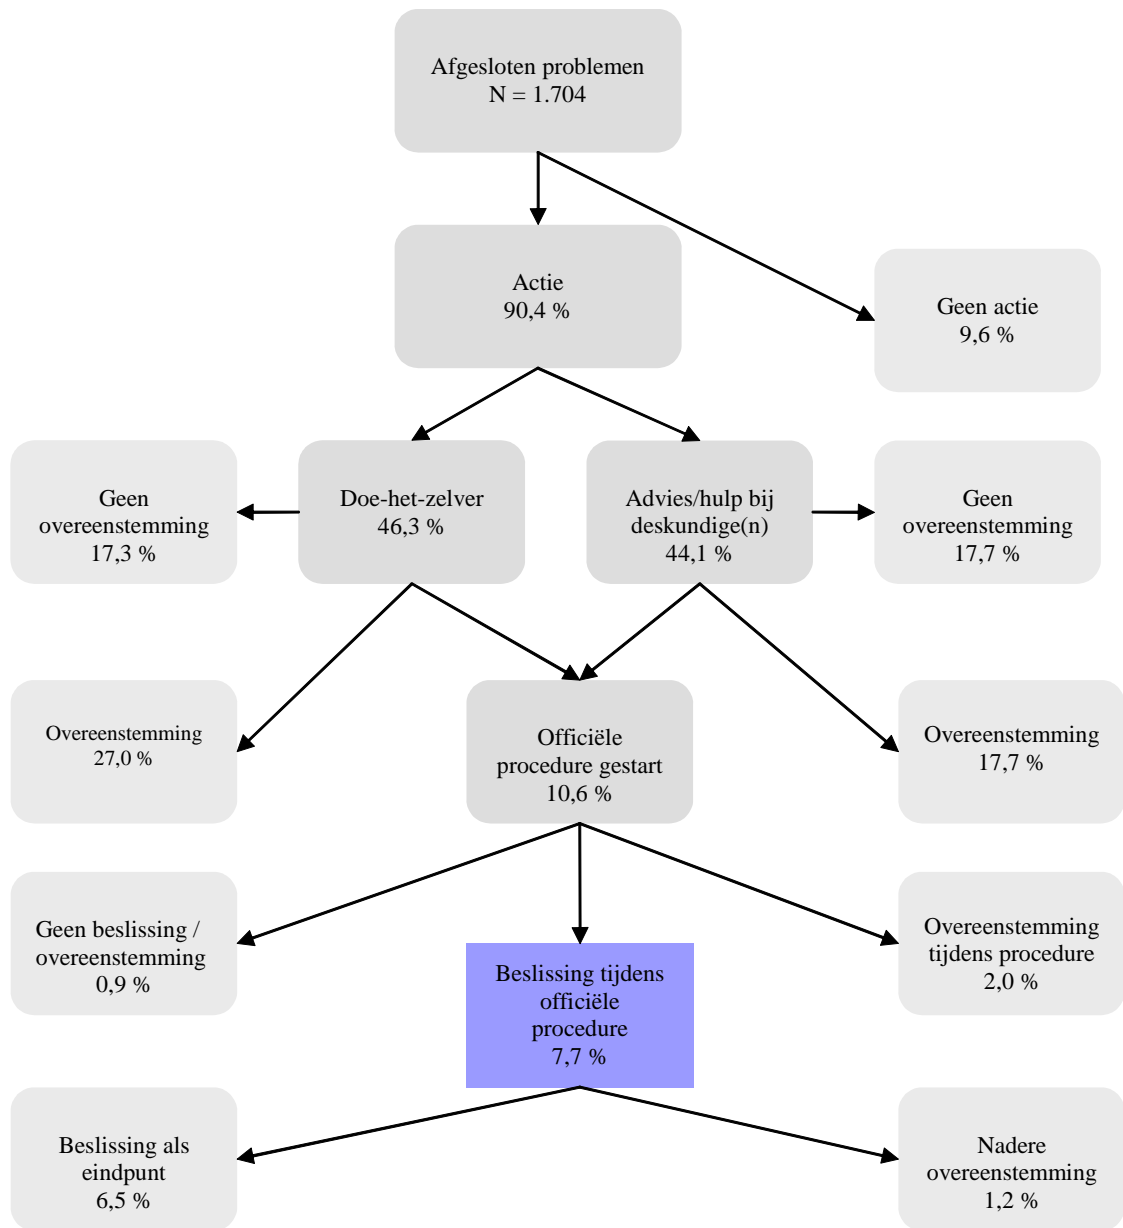 Afgesloten problemen
N = 1.704
Actie
90,4 %
Geen actie
9,6 %
Geen
overeenstemming
17,3 %
Doe-het-zelver
46,3 %
Advies/hulp bij
deskundige(n)
44,1 %
Geen
overeenstemming
17,7 %
Overeenstemming
27,0 %
Officiële
procedure gestart
10,6 %
Overeenstemming
17,7 %
Geen beslissing /
overeenstemming
0,9 %
Beslissing tijdens
officiële
procedure
7,7 %
Overeenstemming
tijdens procedure
2,0 %
Beslissing als
eindpunt
6,5 %
Nadere
overeenstemming
1,2 %